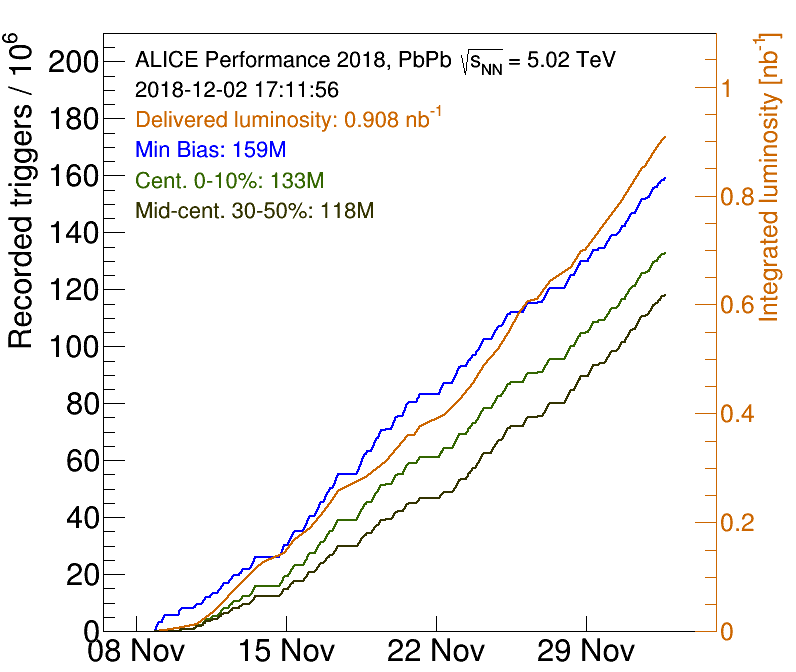 Recorded triggers / 10^6
ALICE Performance 2018, PbPb √sNN = 5.02 TeV
2018-12-02 17:11:56
Delivered luminosity: 0.908 nb^-1
Min Bias: 159M
Cent. 0-10%: 133M
Mid-cent. 30-50%: 118M
200
180
160
140
120
100
80
60
40
20
0
08 Nov
15 Nov
22 Nov
29 Nov
1
0.8
0.6
0.4
0.2
0
Integrated luminosity [nb^-1]